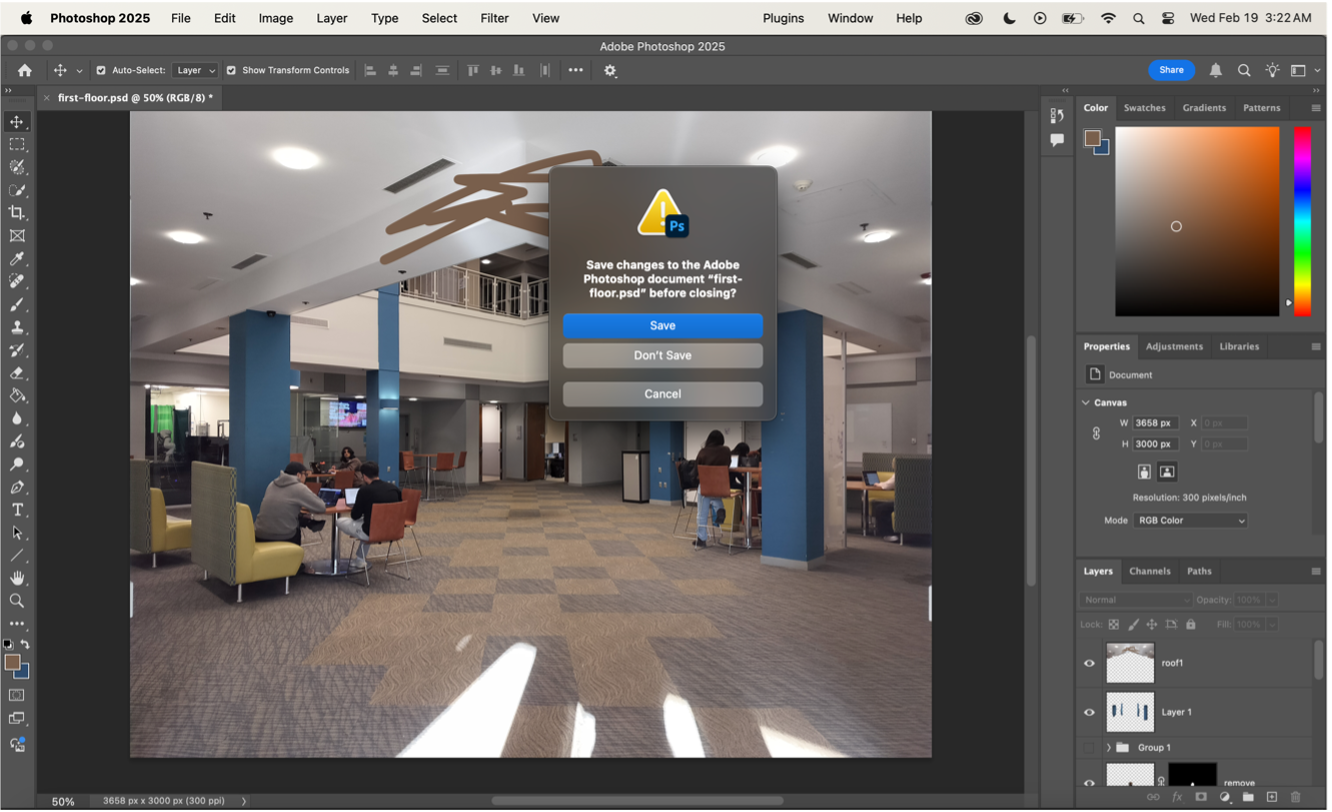 Photoshop 2025 File Edit Image Layer Type Select Filter View Plugins Window Help Wed Feb 19 3:22 AM
Adobe Photoshop 2025
Auto-Select: Layer Show Transform Controls ••• Share
first-floor.psd @ 50% (RGB/8) *
Color Swatches Gradients Patterns
Ps
Save changes to the Adobe
Photoshop document “first-
floor.psd” before closing?
Save
Don't Save
Cancel
Properties Adjustments Libraries
Document
Canvas
W 3658 px X 0 px
H 3000 px Y 0 px
Resolution: 300 pixels/inch
Mode RGB Color
Layers Channels Paths
Normal Opacity: 100%
Lock: Fill: 100%
roof1
Layer 1
Group 1
remove
T
fx
50% 3658 px x 3000 px (300 ppi)